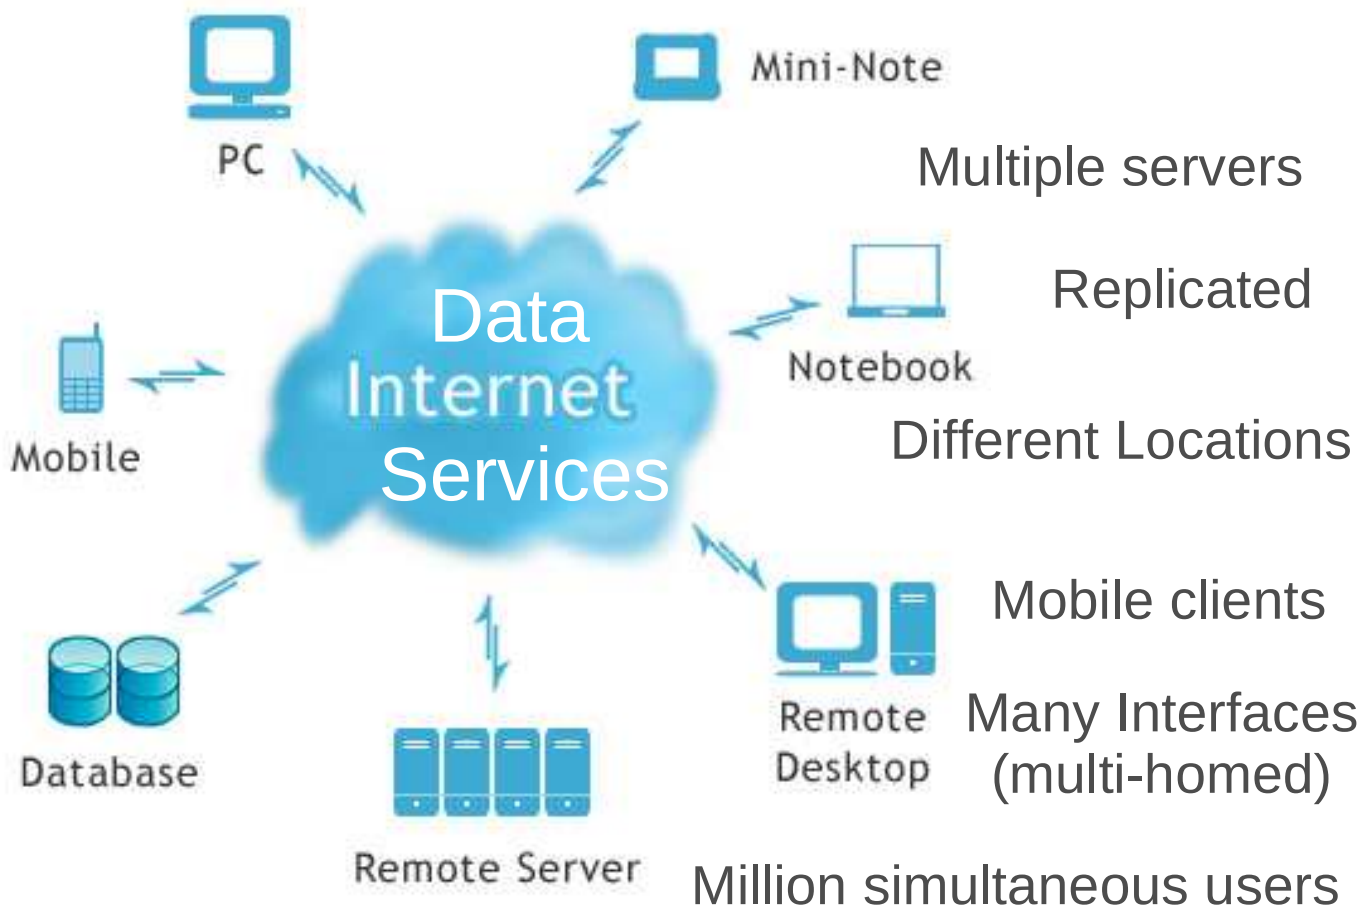 PC
Mini-Note
Multiple servers
Data
Internet
Services
Replicated
Notebook
Mobile
Different Locations
Mobile clients
Remote
Desktop
Many Interfaces
(multi-homed)
Database
Remote Server
Million simultaneous users